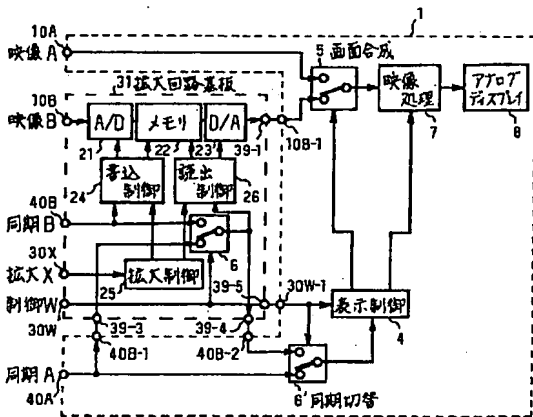 1
10A
映像A
5 画面合成
映像処理
7
アナログディスプレイ
8
31拡大回路基板
10B
映像B
A/D
メモリ
D/A
21
22
23
39-1
10B-1
書込制御
24
読出制御
26
40B
同期B
6
30X
拡大X
拡大制御
25
39-5
30W-1
制御W
30W
表示制御
4
39-3
39-4
40B-1
40B-2
同期A
40A
6'同期切替